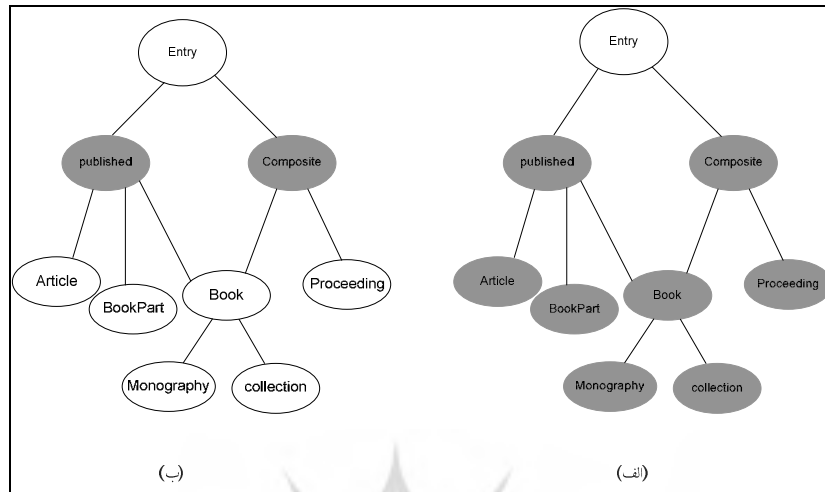 Entry
published
Composite
Article
BookPart
Book
Proceeding
Monography
collection
(ب)
Entry
published
Composite
Article
BookPart
Book
Proceeding
Monography
collection
(الف)